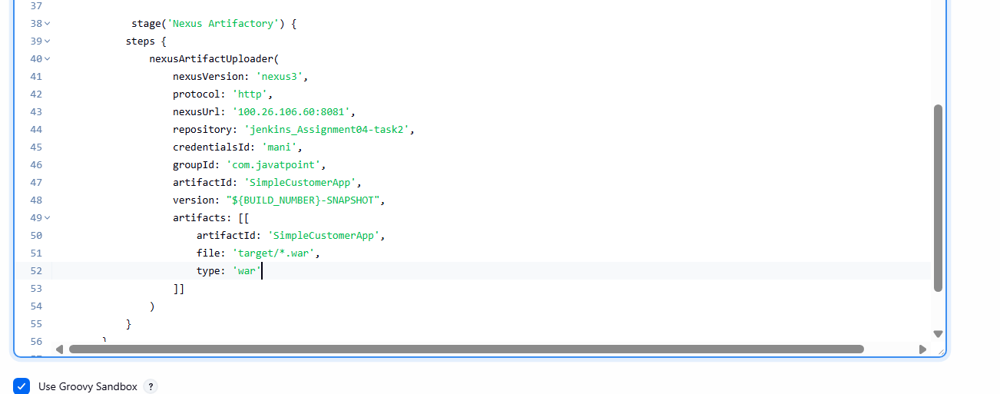 37
38 stage('Nexus Artifactory') {
39 steps {
40 nexusArtifactUploader(
41 nexusVersion: 'nexus3',
42 protocol: 'http',
43 nexusUrl: '100.26.106.60:8081',
44 repository: 'jenkins_Assignment04-task2',
45 credentialsId: 'mani',
46 groupId: 'com.javatpoint',
47 artifactId: 'SimpleCustomerApp',
48 version: "${BUILD_NUMBER}-SNAPSHOT",
49 artifacts: [[
50 artifactId: 'SimpleCustomerApp',
51 file: 'target/*.war',
52 type: 'war'
53 ]]
54 )
55 }
56 }
Use Groovy Sandbox ?